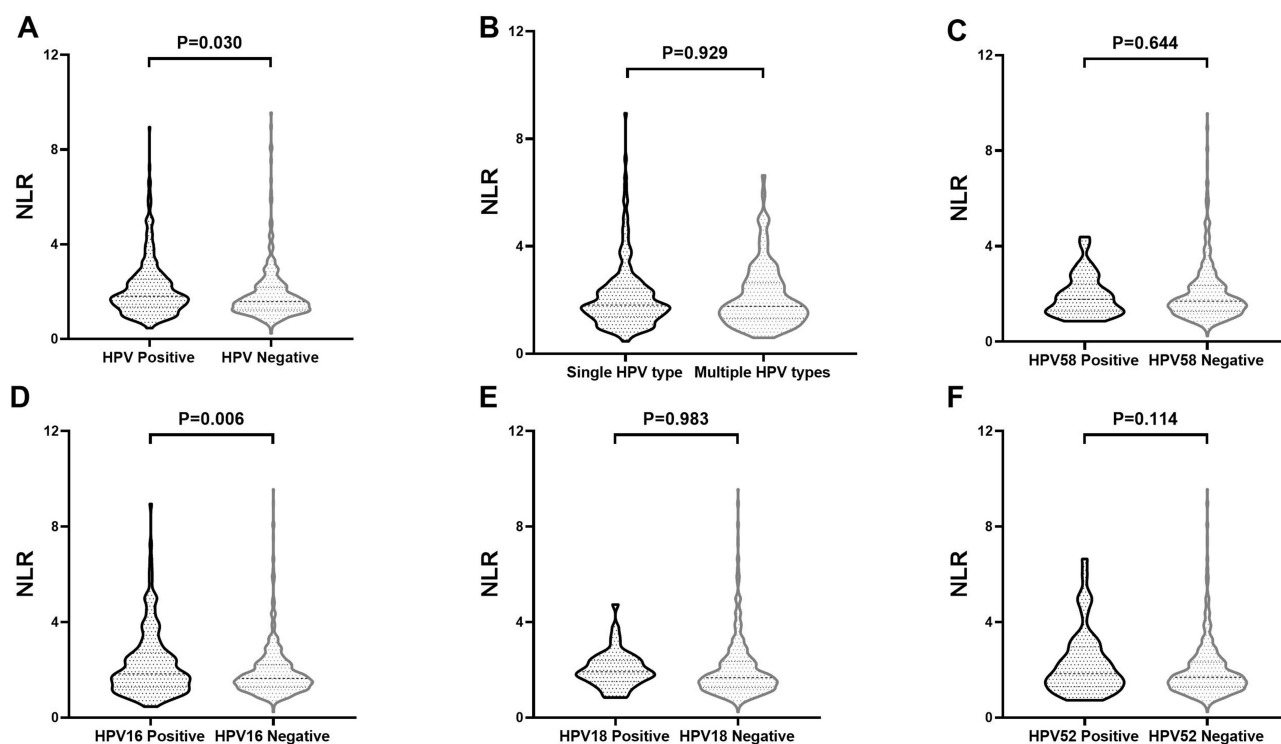 A
P=0.030
12
8
4
0
NLR
HPV Positive HPV Negative
B
P=0.929
12
8
4
0
NLR
Single HPV type Multiple HPV types
C
P=0.644
12
8
4
0
NLR
HPV58 Positive HPV58 Negative
D
P=0.006
12
8
4
0
NLR
HPV16 Positive HPV16 Negative
E
P=0.983
12
8
4
0
NLR
HPV18 Positive HPV18 Negative
F
P=0.114
12
8
4
0
NLR
HPV52 Positive HPV52 Negative